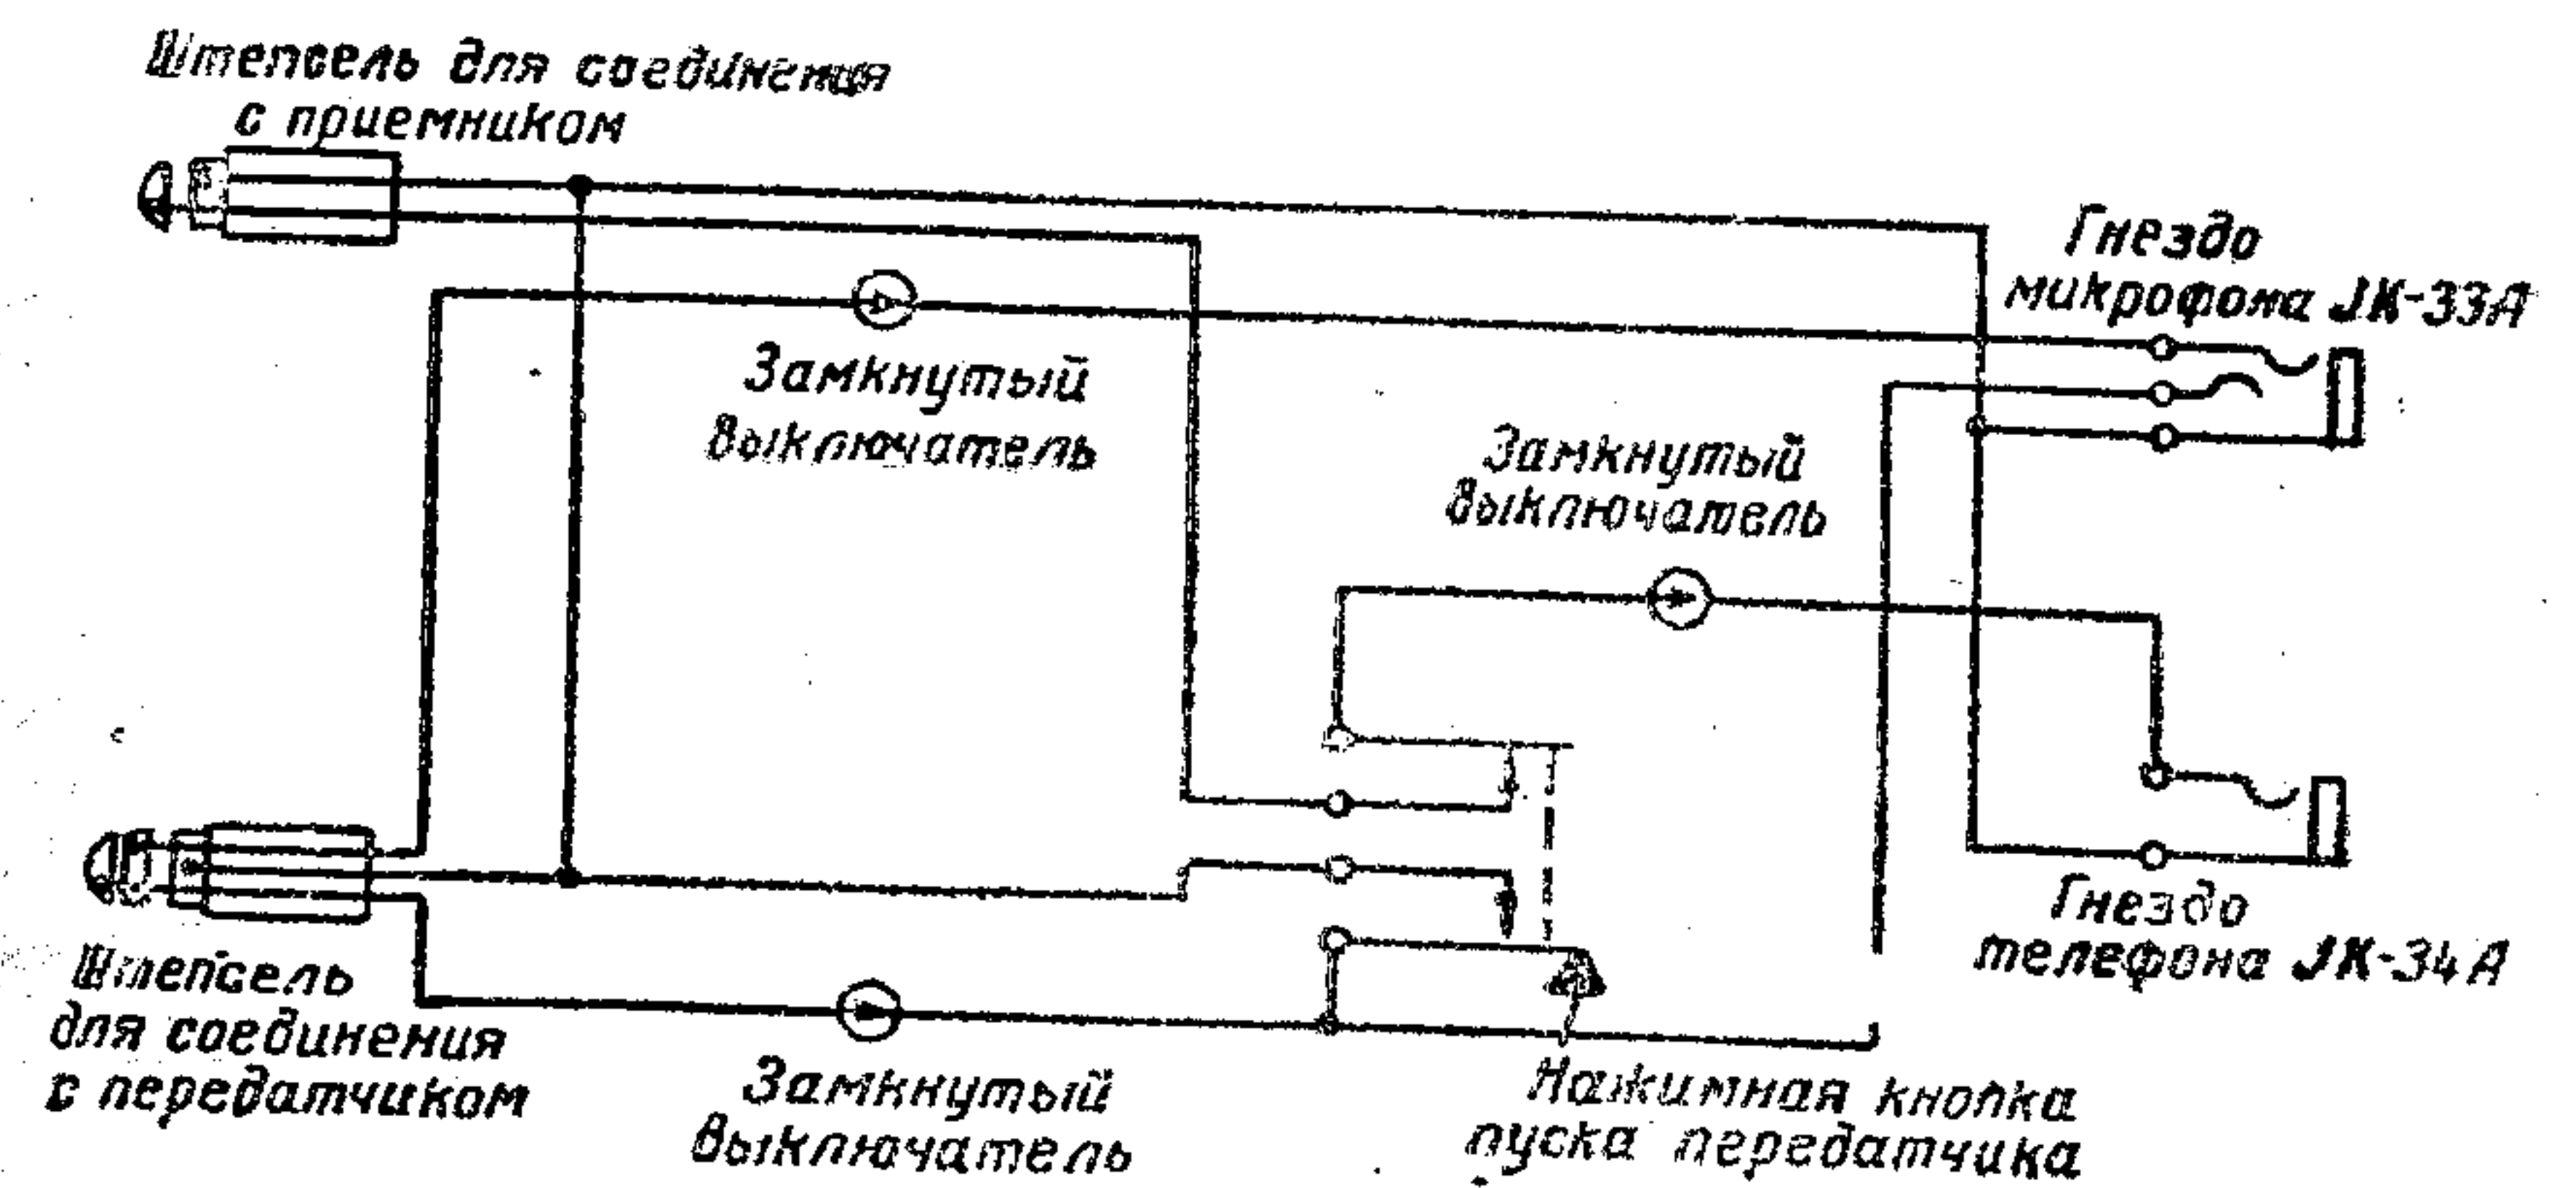 Штепсель для соединения
с приемником
Гнездо
микрофона JK-33A
Замкнутый
выключатель
Замкнутый
выключатель
Гнездо
телефона JK-34A
Штепсель
для соединения
с передатчиком
Замкнутый
выключатель
Нажимная кнопка
пуска передатчика